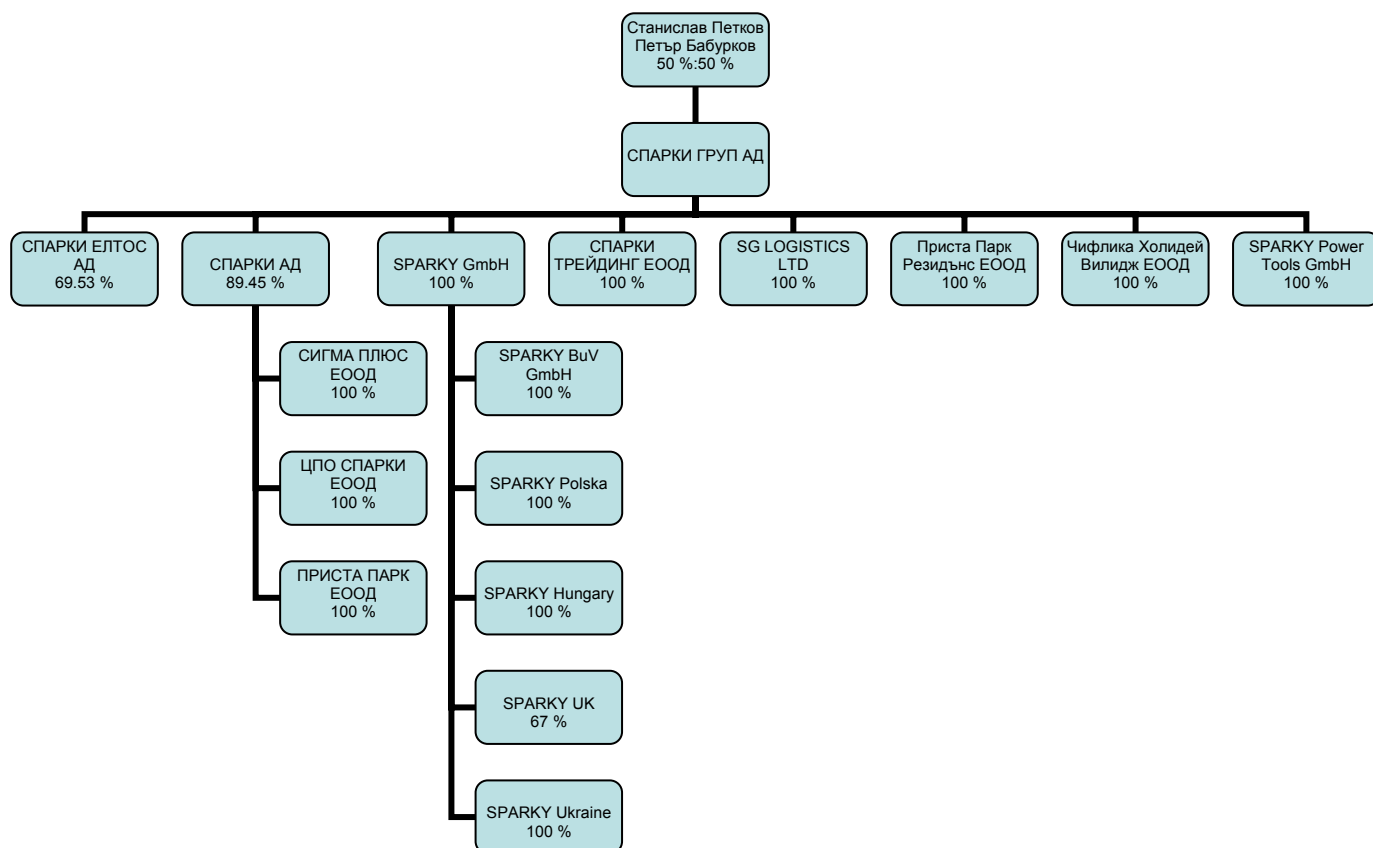 Станислав Петков
Петър Бабурков
50 %:50 %
СПАРКИ ГРУП АД
СПАРКИ ЕЛТОС
АД
69.53 %
СПАРКИ АД
89.45 %
SPARKY GmbH
100 %
СПАРКИ
ТРЕЙДИНГ ЕООД
100 %
SG LOGISTICS
LTD
100 %
Приста Парк
Резидънс ЕООД
100 %
Чифлика Холидей
Вилидж ЕООД
100 %
SPARKY Power
Tools GmbH
100 %
СИГМА ПЛЮС
ЕООД
100 %
ЦПО СПАРКИ
ЕООД
100 %
ПРИСТА ПАРК
ЕООД
100 %
SPARKY BuV
GmbH
100 %
SPARKY Polska
100 %
SPARKY Hungary
100 %
SPARKY UK
67 %
SPARKY Ukraine
100 %